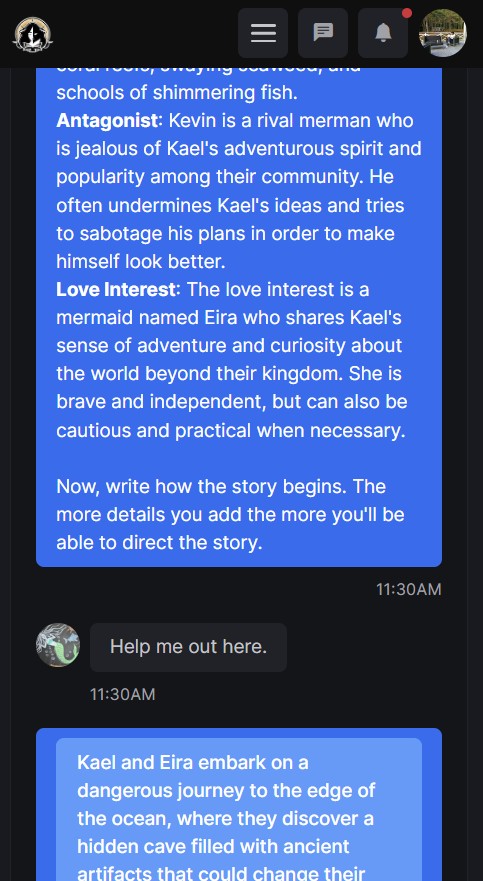 coral reefs, swaying seaweed, and
schools of shimmering fish.
Antagonist: Kevin is a rival merman who
is jealous of Kael's adventurous spirit and
popularity among their community. He
often undermines Kael's ideas and tries
to sabotage his plans in order to make
himself look better.
Love Interest: The love interest is a
mermaid named Eira who shares Kael's
sense of adventure and curiosity about
the world beyond their kingdom. She is
brave and independent, but can also be
cautious and practical when necessary.
Now, write how the story begins. The
more details you add the more you'll be
able to direct the story.
11:30AM
Help me out here.
11:30AM
Kael and Eira embark on a
dangerous journey to the edge of
the ocean, where they discover a
hidden cave filled with ancient
artifacts that could change their